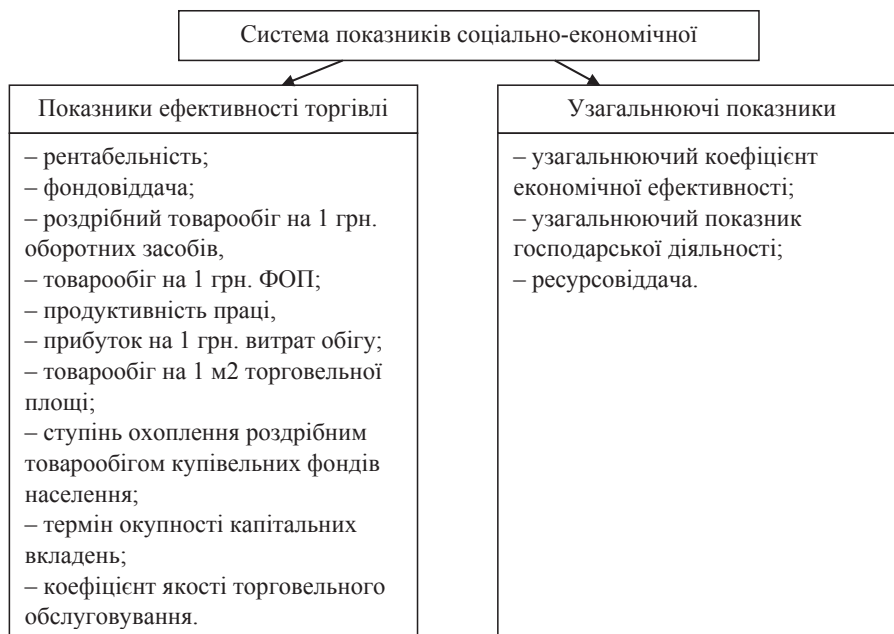 Система показників соціально-економічної
Показники ефективності торгівлі
– рентабельність;
– фондовіддача;
– роздрібний товарообіг на 1 грн.
оборотних засобів,
– товарообіг на 1 грн. ФОП;
– продуктивність праці,
– прибуток на 1 грн. витрат обігу;
– товарообіг на 1 м2 торговельної
площі;
– ступінь охоплення роздрібним
товарообігом купівельних фондів
населення;
– термін окупності капітальних
вкладень;
– коефіцієнт якості торговельного
обслуговування.
Узагальнюючі показники
– узагальнюючий коефіцієнт
економічної ефективності;
– узагальнюючий показник
господарської діяльності;
– ресурсовіддача.